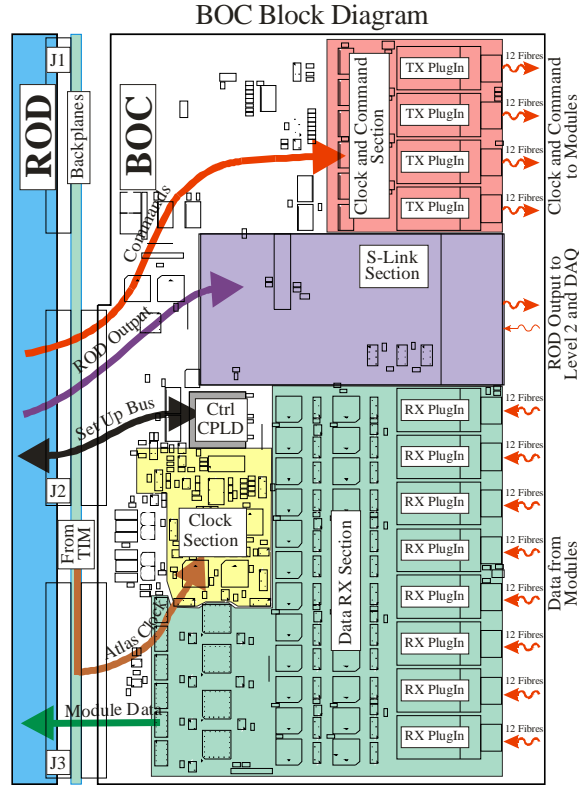 BOC Block Diagram
J1
ROD
Backplanes
BOC
Commands
ROD Output
Set Up Bus
J2
From
TIM
Atlas Clock
Module Data
J3
Clock and Command
Section
TX PlugIn
TX PlugIn
TX PlugIn
TX PlugIn
12 Fibres
12 Fibres
12 Fibres
12 Fibres
Clock and Command
to Modules
S-Link
Section
ROD Output to
Level 2 and DAQ
Ctrl
CPLD
Clock
Section
Data RX Section
RX PlugIn
RX PlugIn
RX PlugIn
RX PlugIn
RX PlugIn
RX PlugIn
RX PlugIn
RX PlugIn
12 Fibres
12 Fibres
12 Fibres
12 Fibres
12 Fibres
12 Fibres
12 Fibres
12 Fibres
Data from
Modules